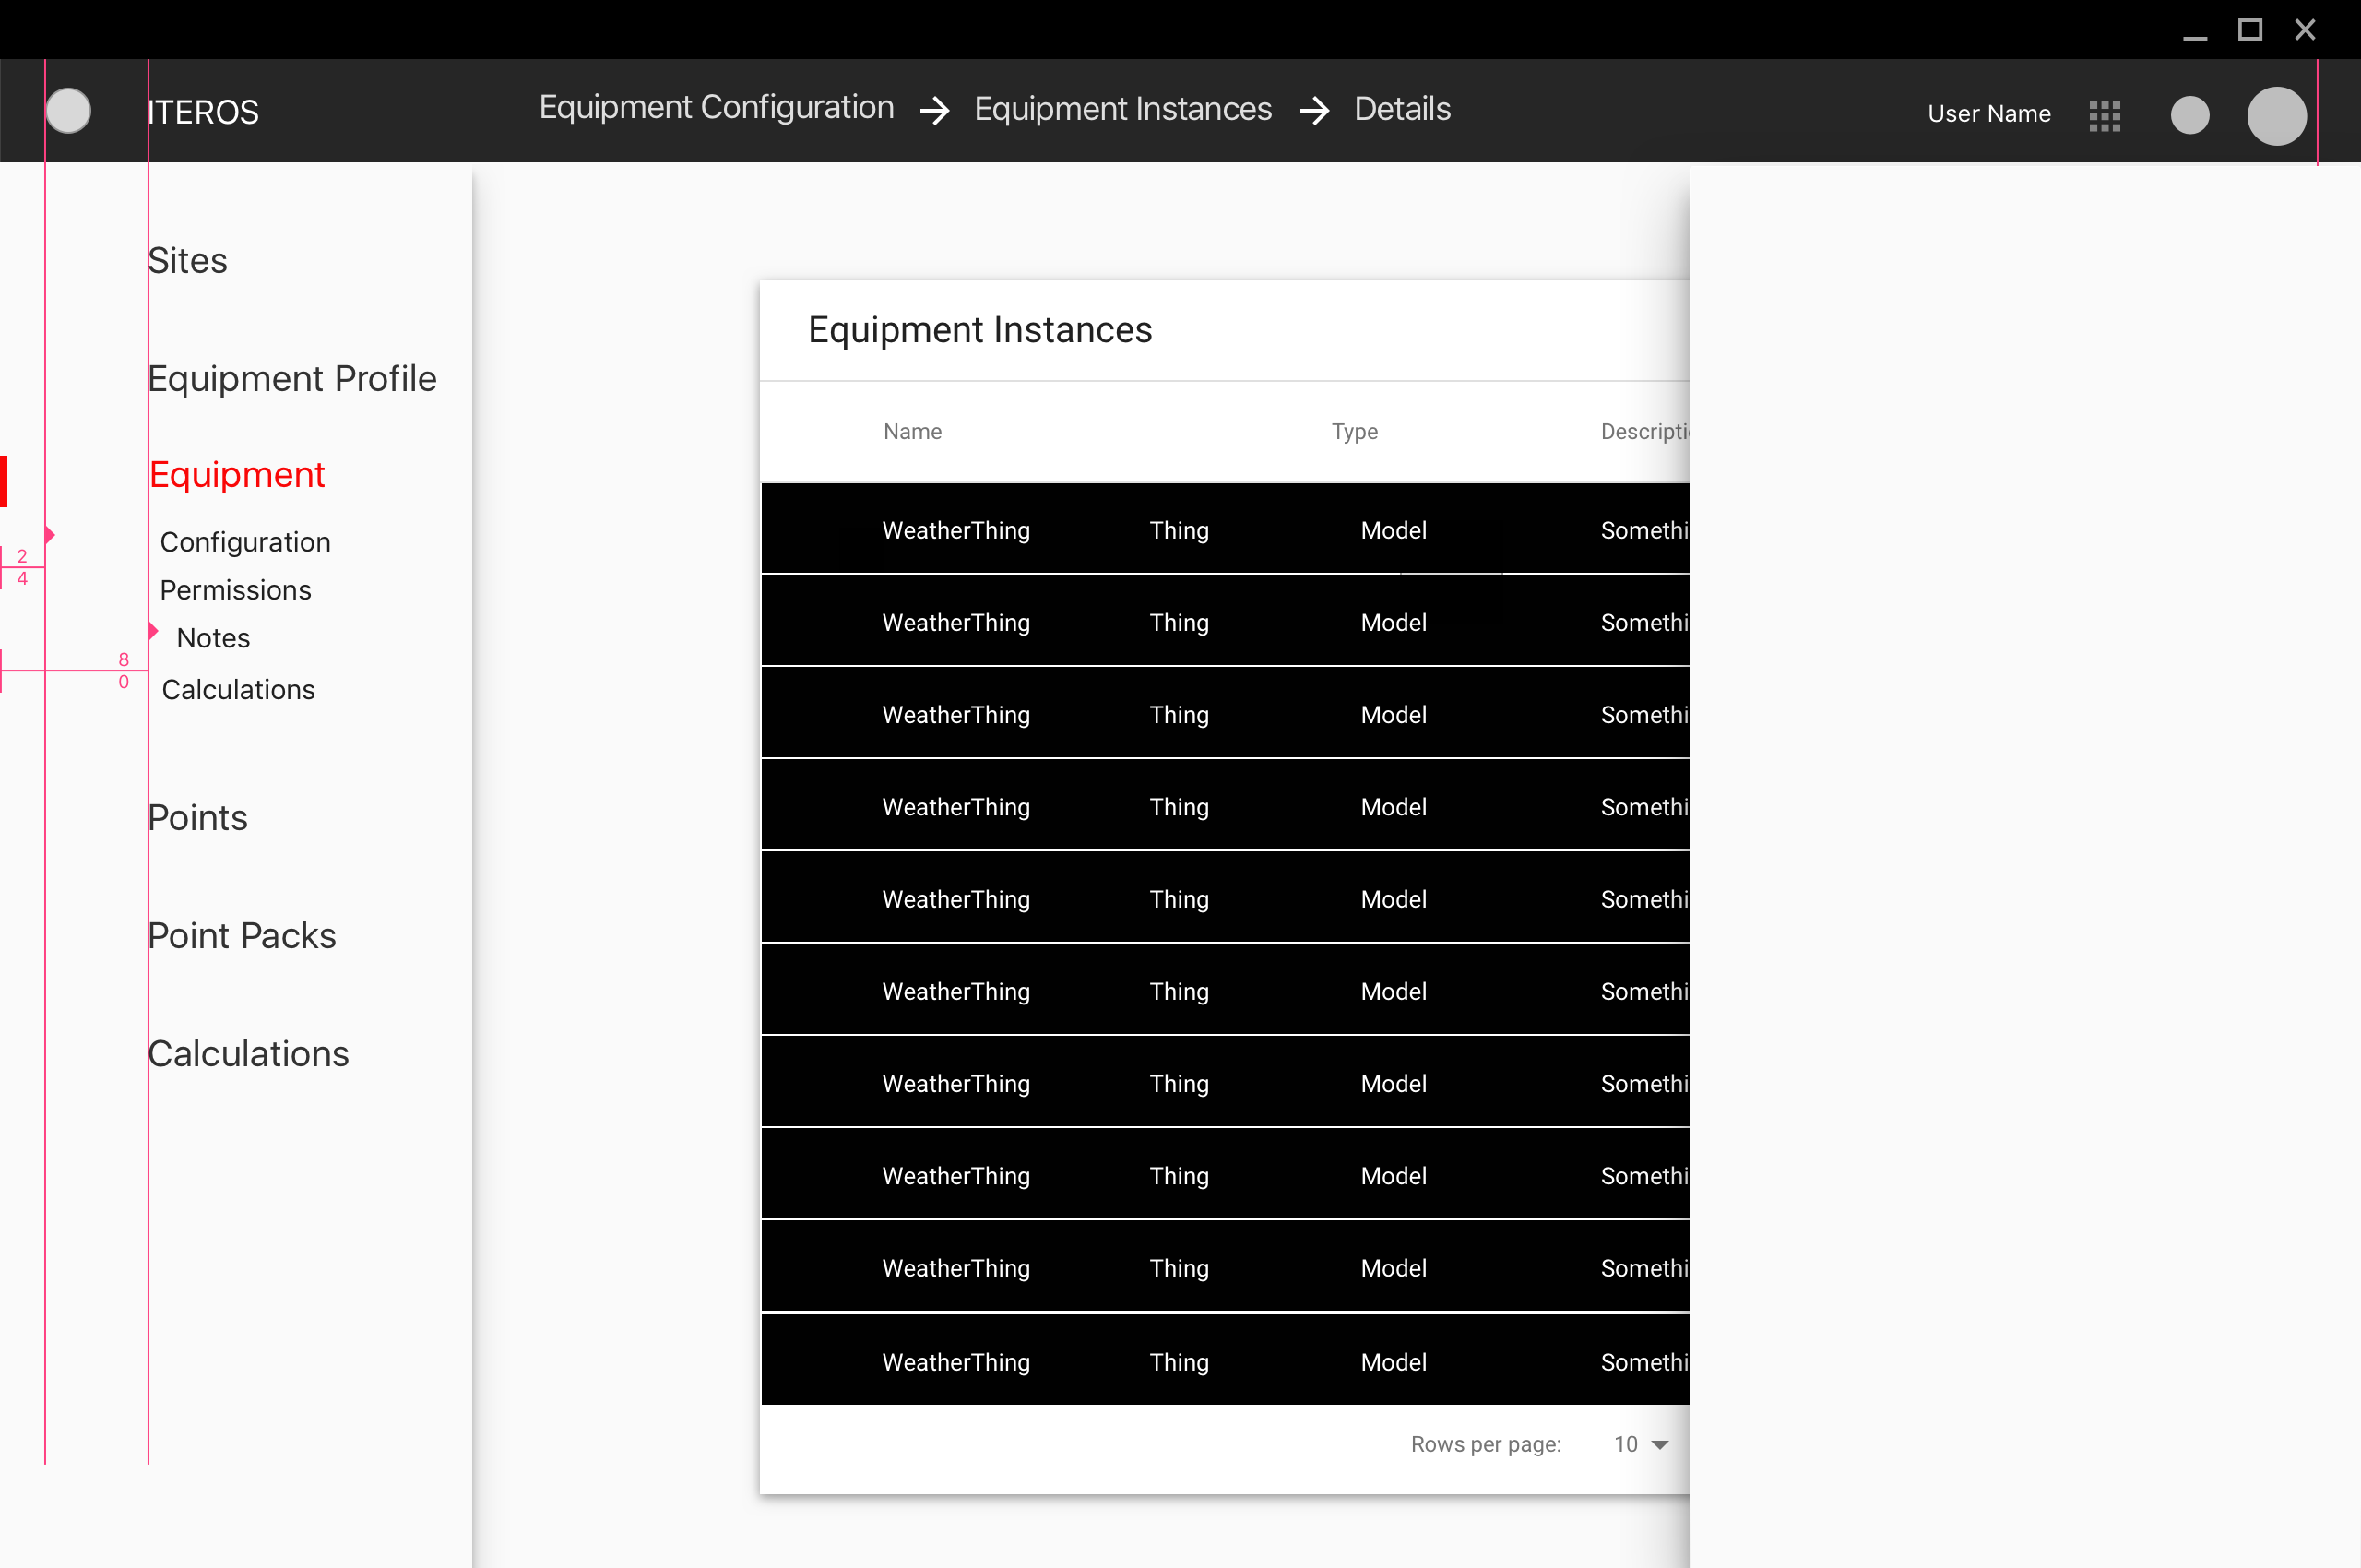 ITEROS
Equipment Configuration → Equipment Instances → Details
User Name
Sites
Equipment Profile
Equipment
Configuration
Permissions
Notes
Calculations
Points
Point Packs
Calculations
2
4
8
0
Equipment Instances
Name Type Descripti
WeatherThing Thing Model Somethi
WeatherThing Thing Model Somethi
WeatherThing Thing Model Somethi
WeatherThing Thing Model Somethi
WeatherThing Thing Model Somethi
WeatherThing Thing Model Somethi
WeatherThing Thing Model Somethi
WeatherThing Thing Model Somethi
WeatherThing Thing Model Somethi
WeatherThing Thing Model Somethi
Rows per page: 10